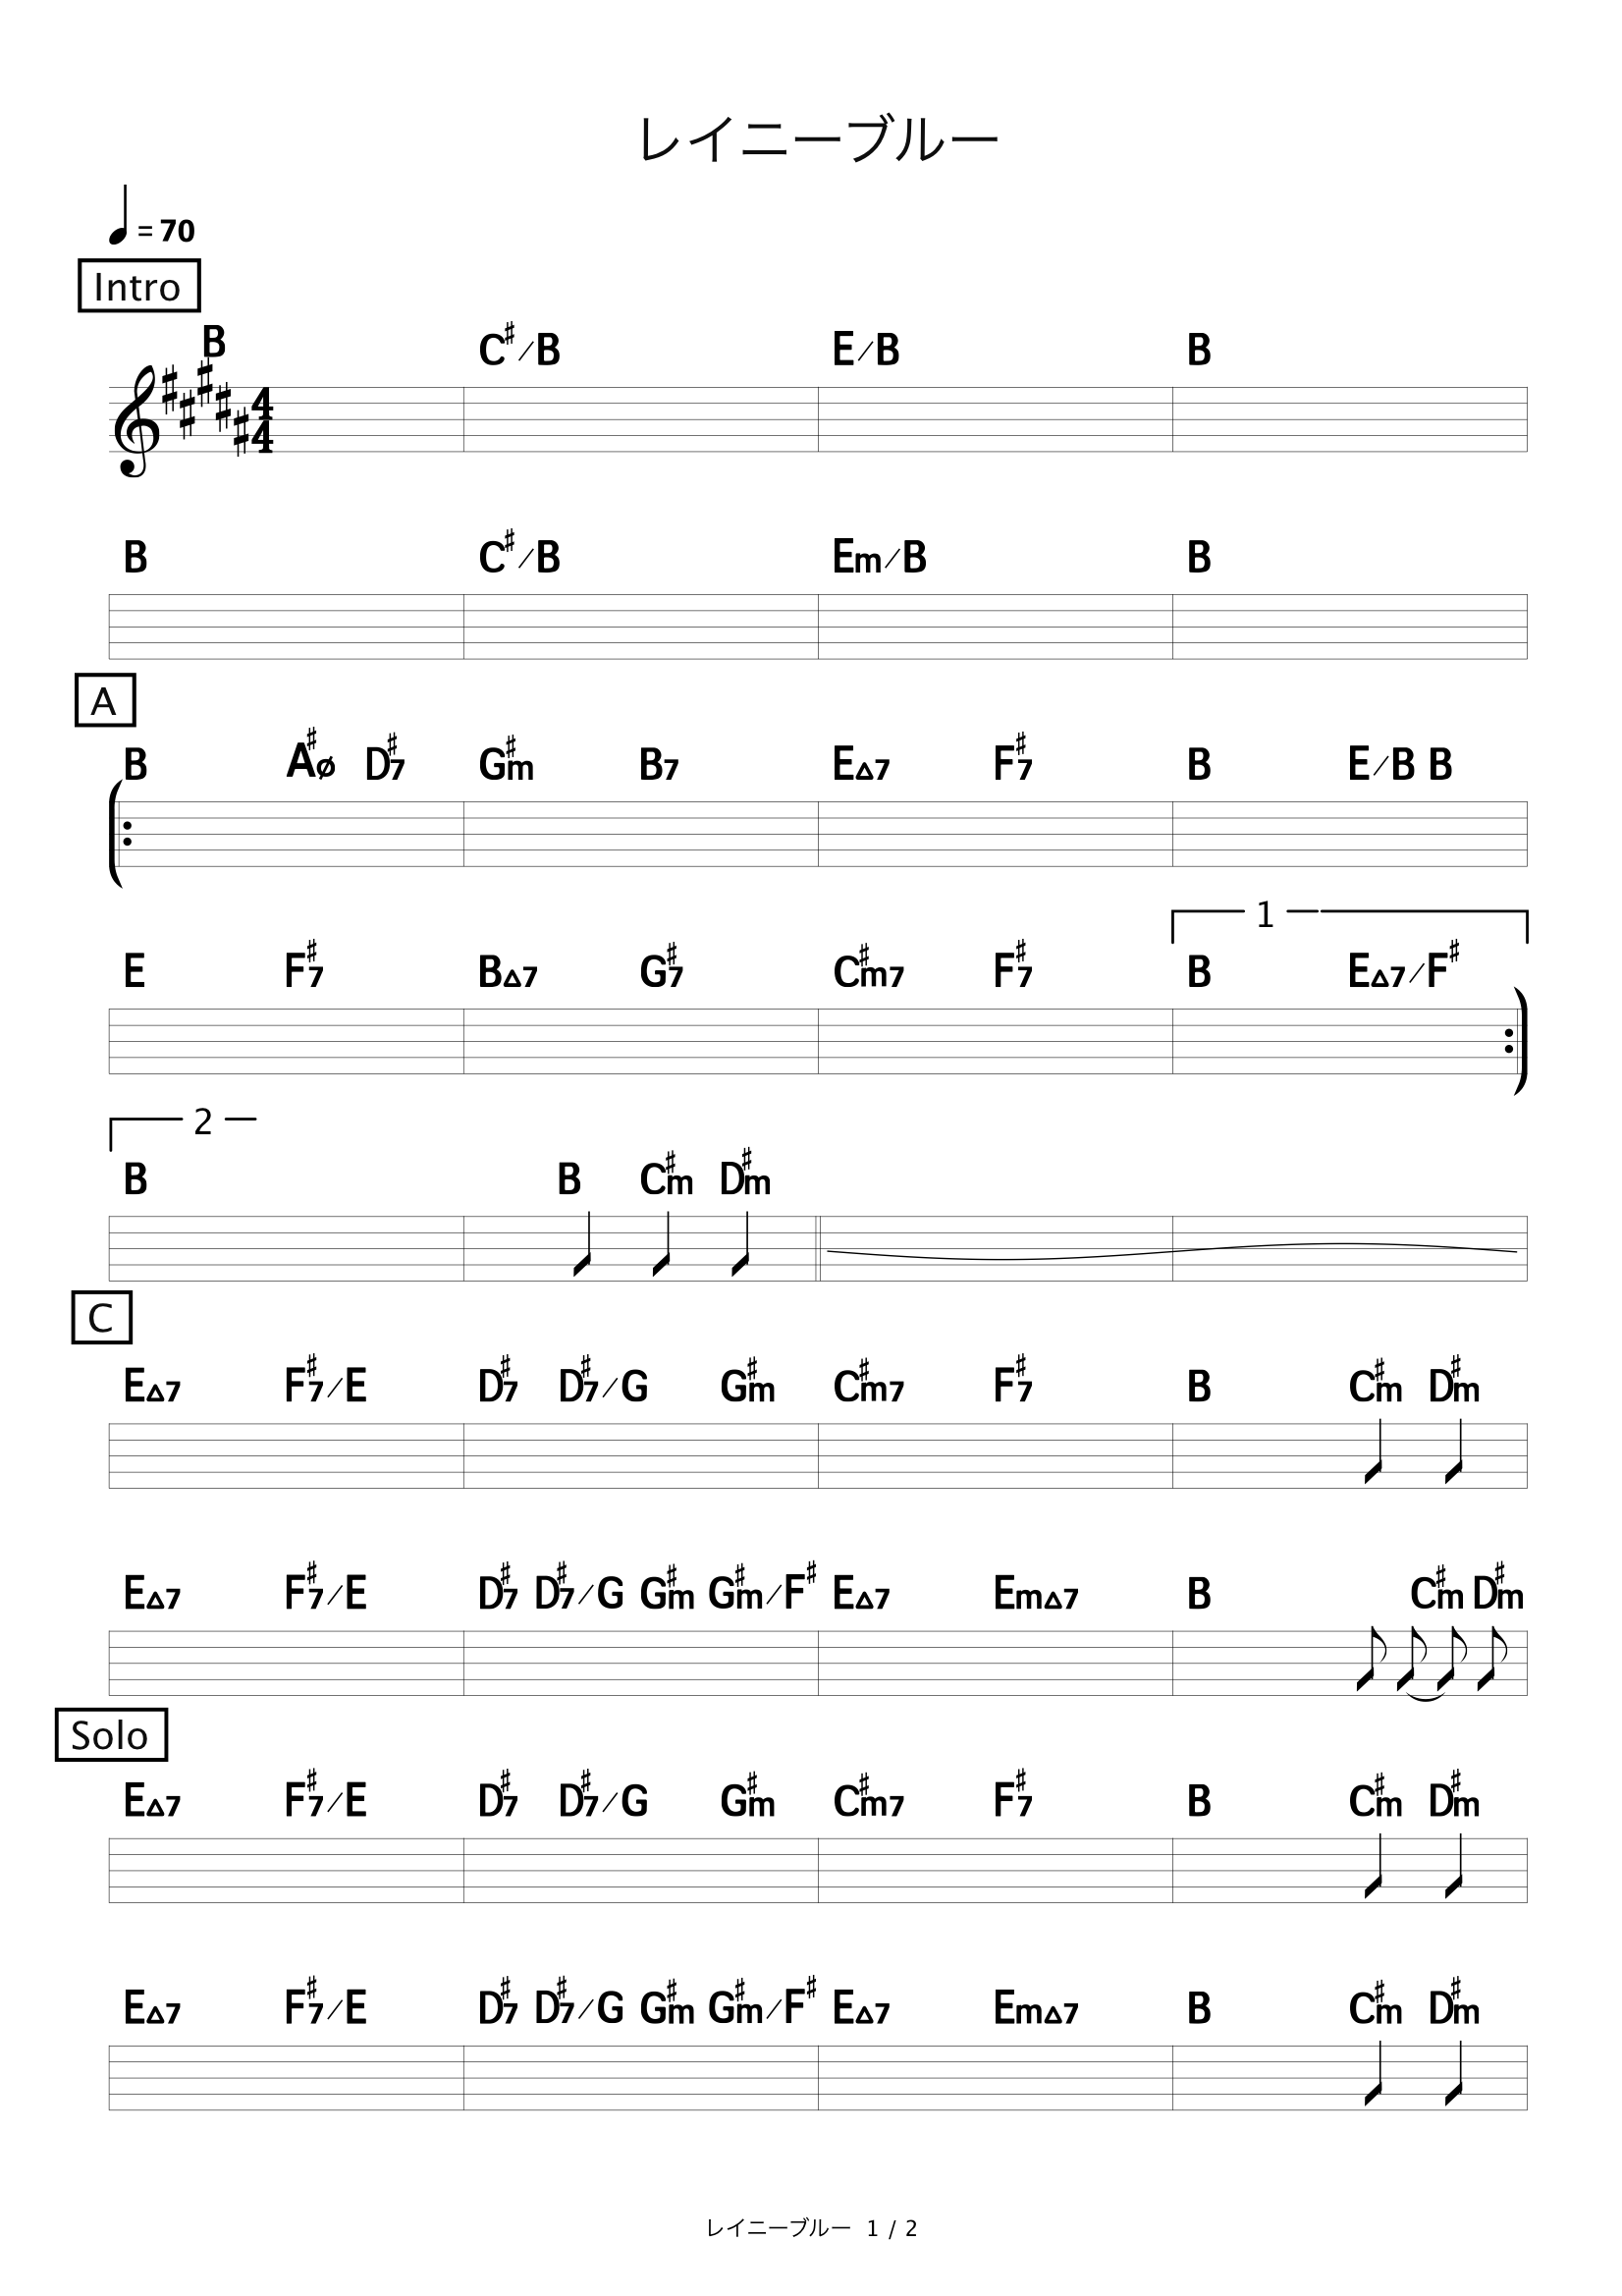 レイニーブルー
= 70
Intro
B C♯/B E/B B
4
4
B C♯/B Em/B B
A
B A♯ø D♯7 G♯m B7 E△7 F♯7 B E/B B
1
E F♯7 B△7 G♯7 C♯m7 F♯7 B E△7/F♯
2
B B C♯m D♯m
C
E△7 F♯7/E D♯7 D♯7/G G♯m C♯m7 F♯7 B C♯m D♯m
E△7 F♯7/E D♯7 D♯7/G G♯m G♯m/F♯ E△7 Em△7 B C♯m D♯m
Solo
E△7 F♯7/E D♯7 D♯7/G G♯m C♯m7 F♯7 B C♯m D♯m
E△7 F♯7/E D♯7 D♯7/G G♯m G♯m/F♯ E△7 Em△7 B C♯m D♯m
レイニーブルー 1 / 2